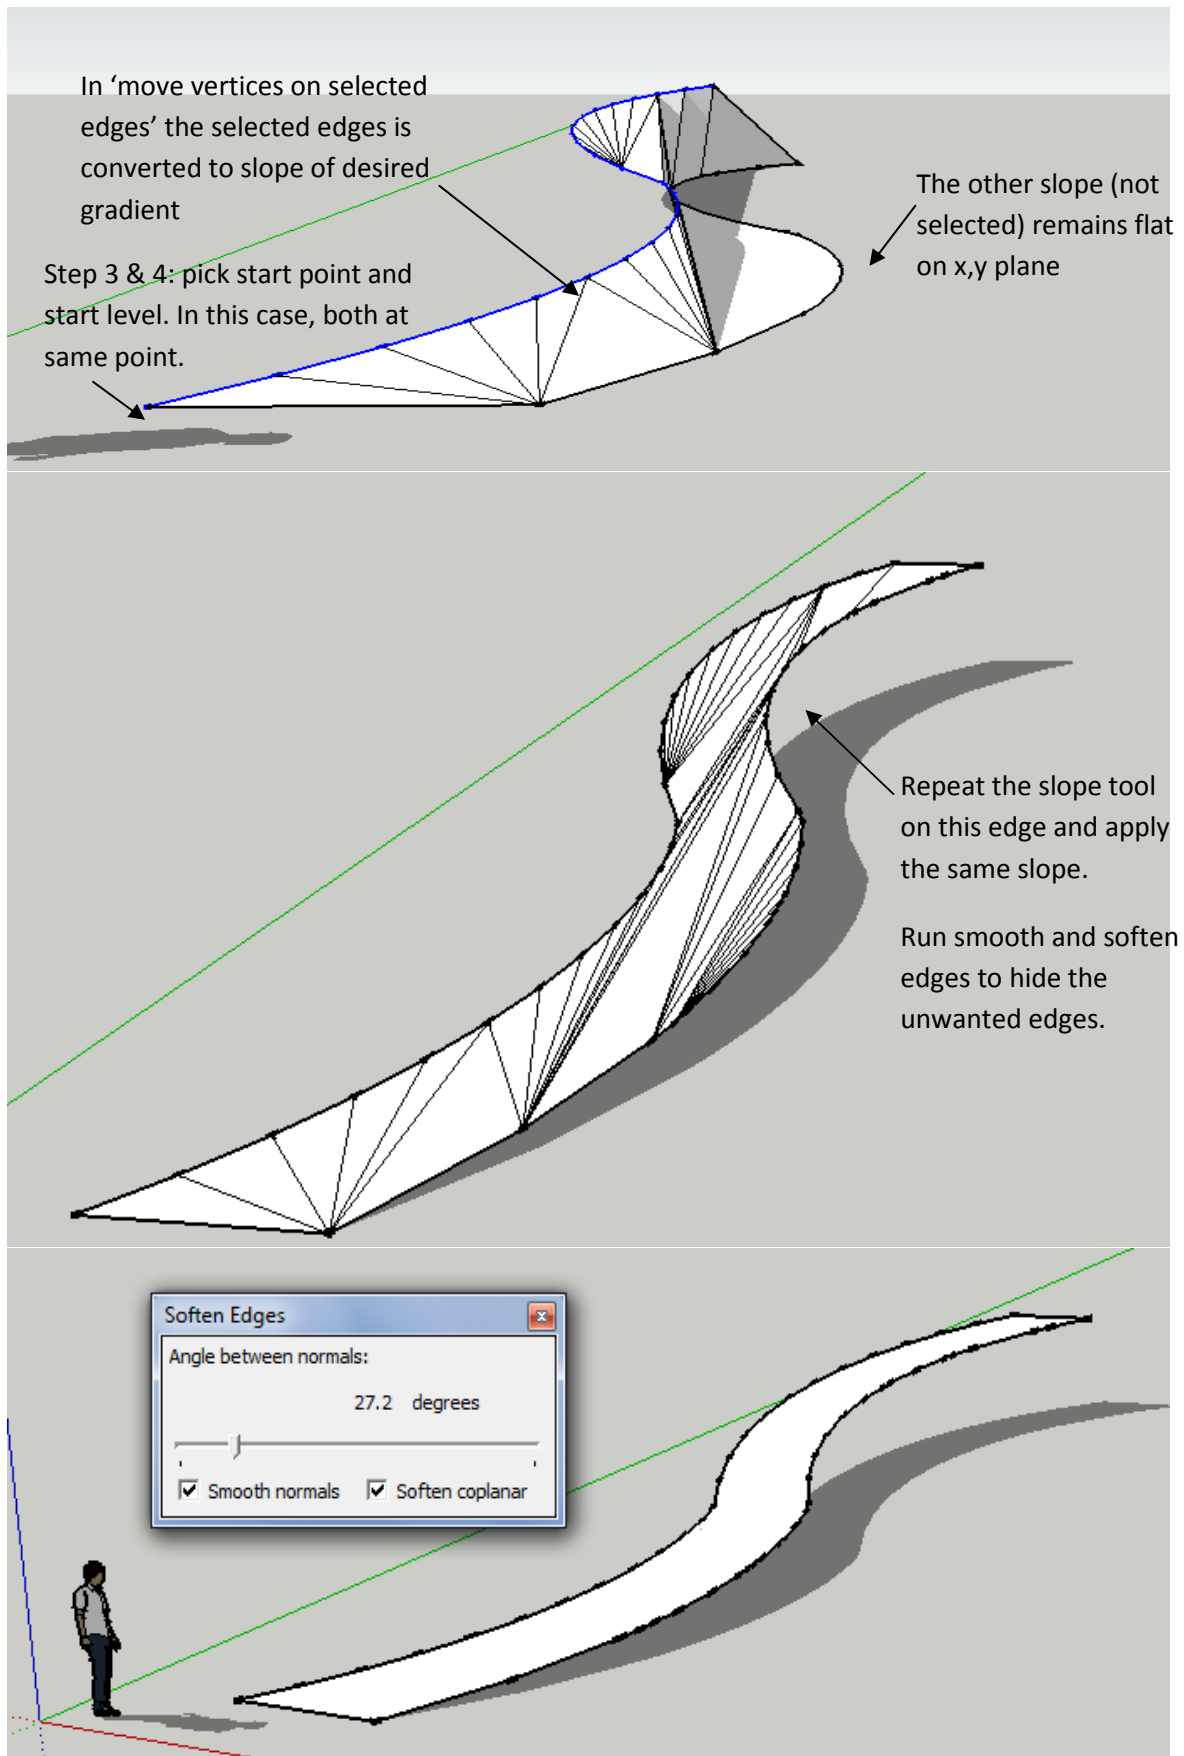 In ‘move vertices on selected
edges’ the selected edges is
converted to slope of desired
gradient
The other slope (not
selected) remains flat
on x,y plane
Step 3 & 4: pick start point and
start level. In this case, both at
same point.
Repeat the slope tool
on this edge and apply
the same slope.
Run smooth and soften
edges to hide the
unwanted edges.
Soften Edges
Angle between normals:
27.2 degrees
Smooth normals Soften coplanar